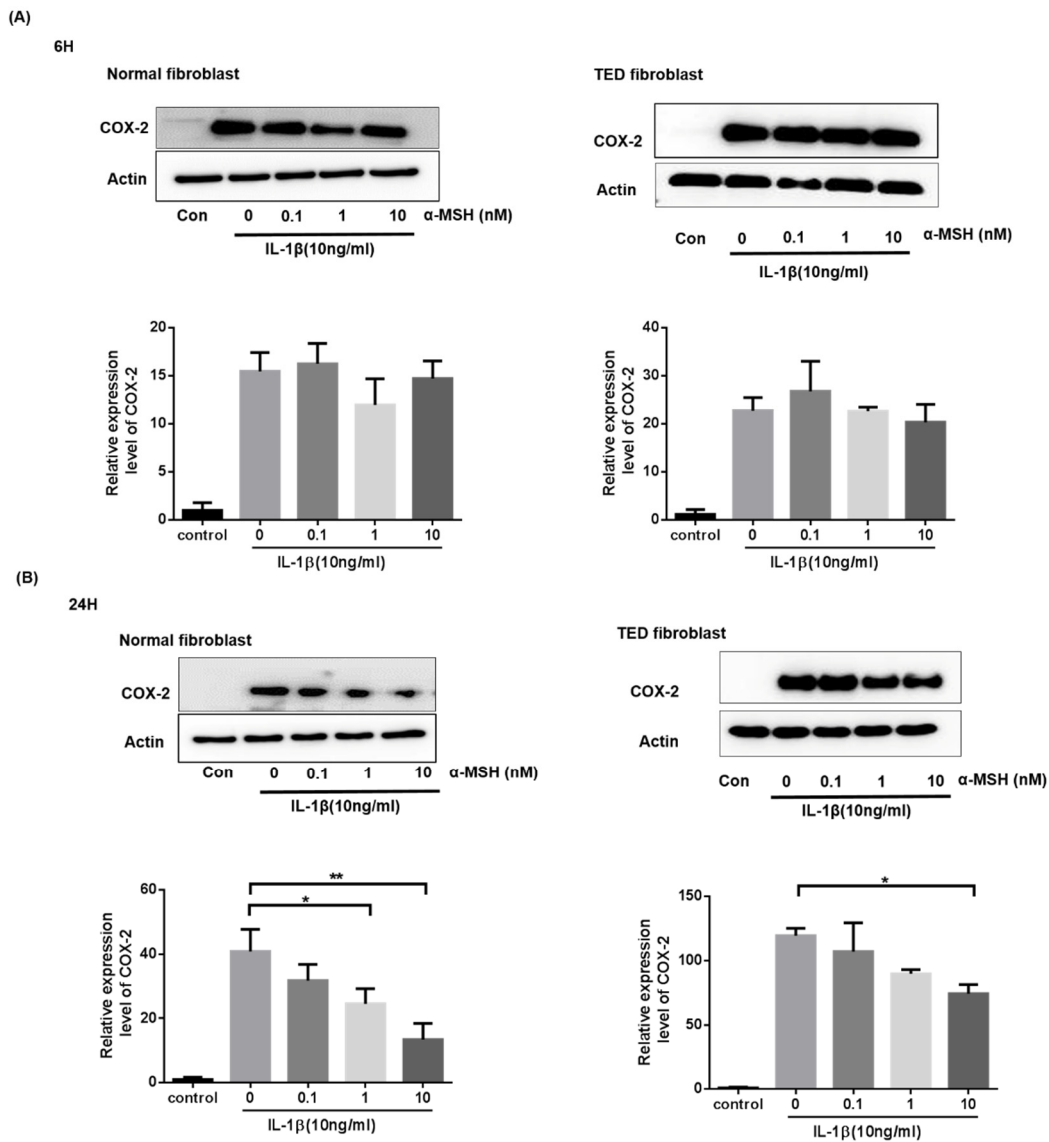 (A)
6H
Normal fibroblast
COX-2
Actin
Con 0 0.1 1 10 α-MSH (nM)
IL-1β(10ng/ml)
TED fibroblast
COX-2
Actin
Con 0 0.1 1 10 α-MSH (nM)
IL-1β(10ng/ml)
Relative expression
level of COX-2
20
15
10
5
0
control 0 0.1 1 10
IL-1β(10ng/ml)
Relative expression
level of COX-2
40
30
20
10
0
control 0 0.1 1 10
IL-1β(10ng/ml)
(B)
24H
Normal fibroblast
COX-2
Actin
Con 0 0.1 1 10 α-MSH (nM)
IL-1β(10ng/ml)
TED fibroblast
COX-2
Actin
Con 0 0.1 1 10 α-MSH (nM)
IL-1β(10ng/ml)
Relative expression
level of COX-2
60
40
20
0
**
*
control 0 0.1 1 10
IL-1β(10ng/ml)
Relative expression
level of COX-2
150
100
50
0
*
control 0 0.1 1 10
IL-1β(10ng/ml)